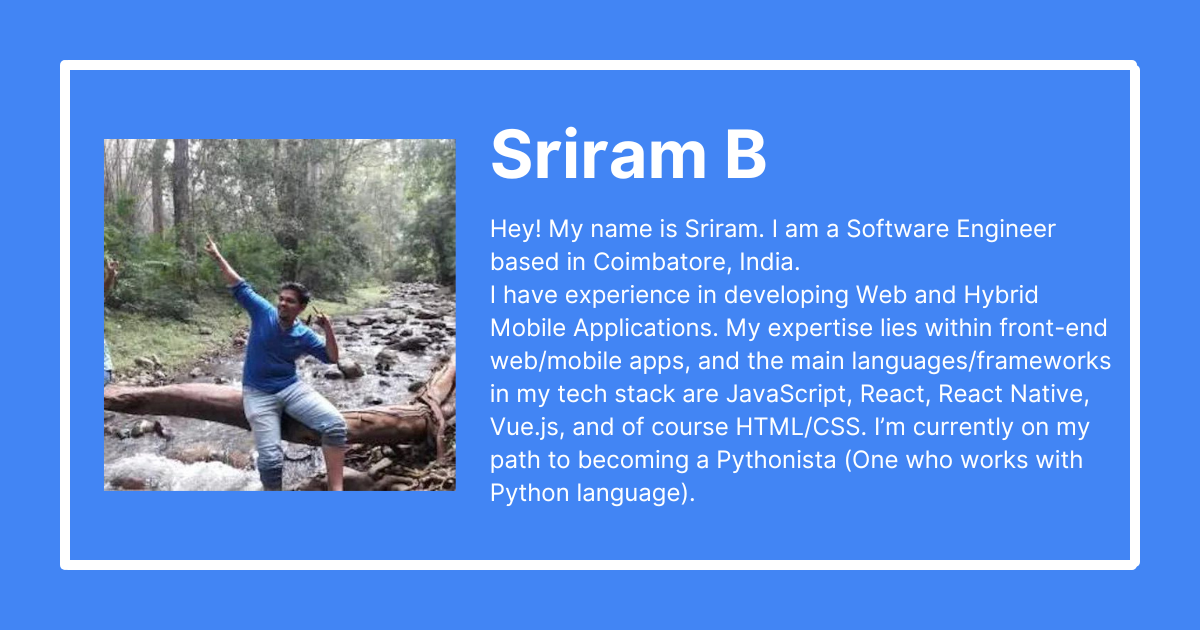 Sriram B
Hey! My name is Sriram. I am a Software Engineer
based in Coimbatore, India.
I have experience in developing Web and Hybrid
Mobile Applications. My expertise lies within front-end
web/mobile apps, and the main languages/frameworks
in my tech stack are JavaScript, React, React Native,
Vue.js, and of course HTML/CSS. I’m currently on my
path to becoming a Pythonista (One who works with
Python language).